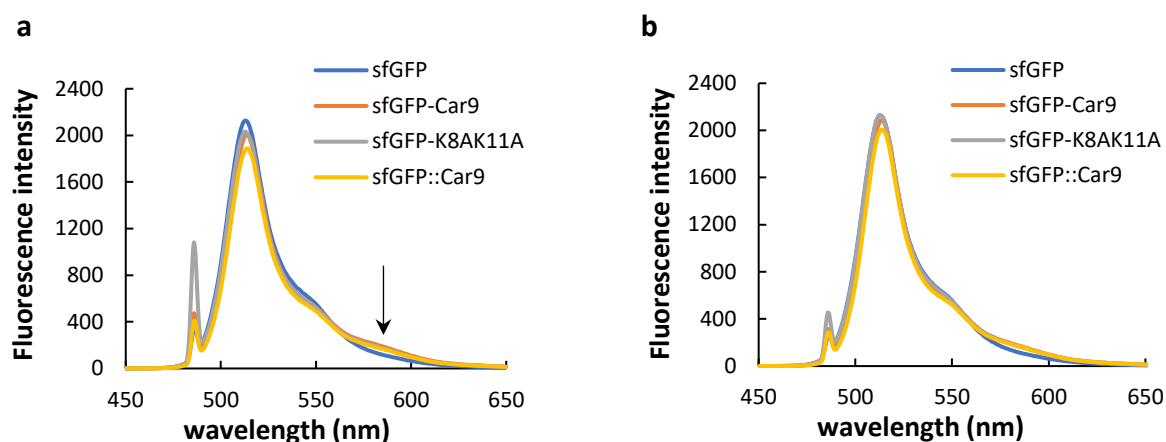 a
sfGFP
sfGFP-Car9
sfGFP-K8AK11A
sfGFP::Car9
Fluorescence intensity
2400
2000
1600
1200
800
400
0
450 500 550 600 650
wavelength (nm)
b
sfGFP
sfGFP-Car9
sfGFP-K8AK11A
sfGFP::Car9
Fluorescence intensity
2400
2000
1600
1200
800
400
0
450 500 550 600 650
wavelength (nm)